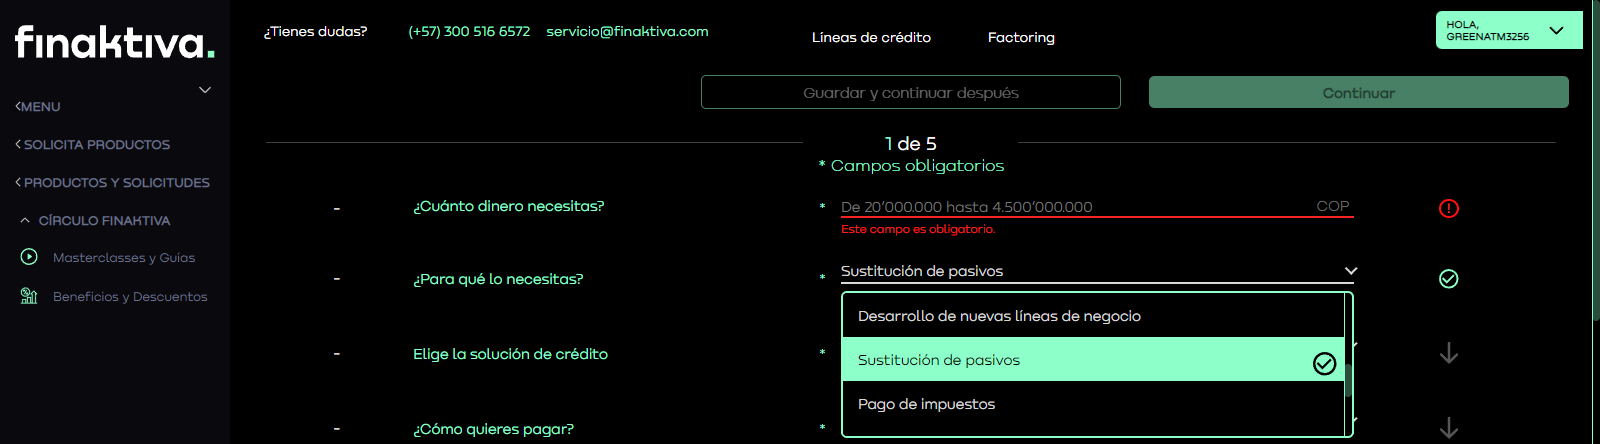 finaktiva.
¿Tienes dudas? (+57) 300 516 6572 servicio@finaktiva.com Líneas de crédito Factoring
HOLA,
GREENATM3256
MENU
SOLICITA PRODUCTOS
PRODUCTOS Y SOLICITUDES
CÍRCULO FINAKTIVA
Masterclasses y Guías
Beneficios y Descuentos
Guardar y continuar después Continuar
1 de 5
* Campos obligatorios
- ¿Cuánto dinero necesitas? * De 20'000.000 hasta 4.500'000.000 COP
Este campo es obligatorio.
- ¿Para qué lo necesitas? * Sustitución de pasivos
Desarrollo de nuevas líneas de negocio
Sustitución de pasivos
Pago de impuestos
- Elige la solución de crédito *
- ¿Cómo quieres pagar? *